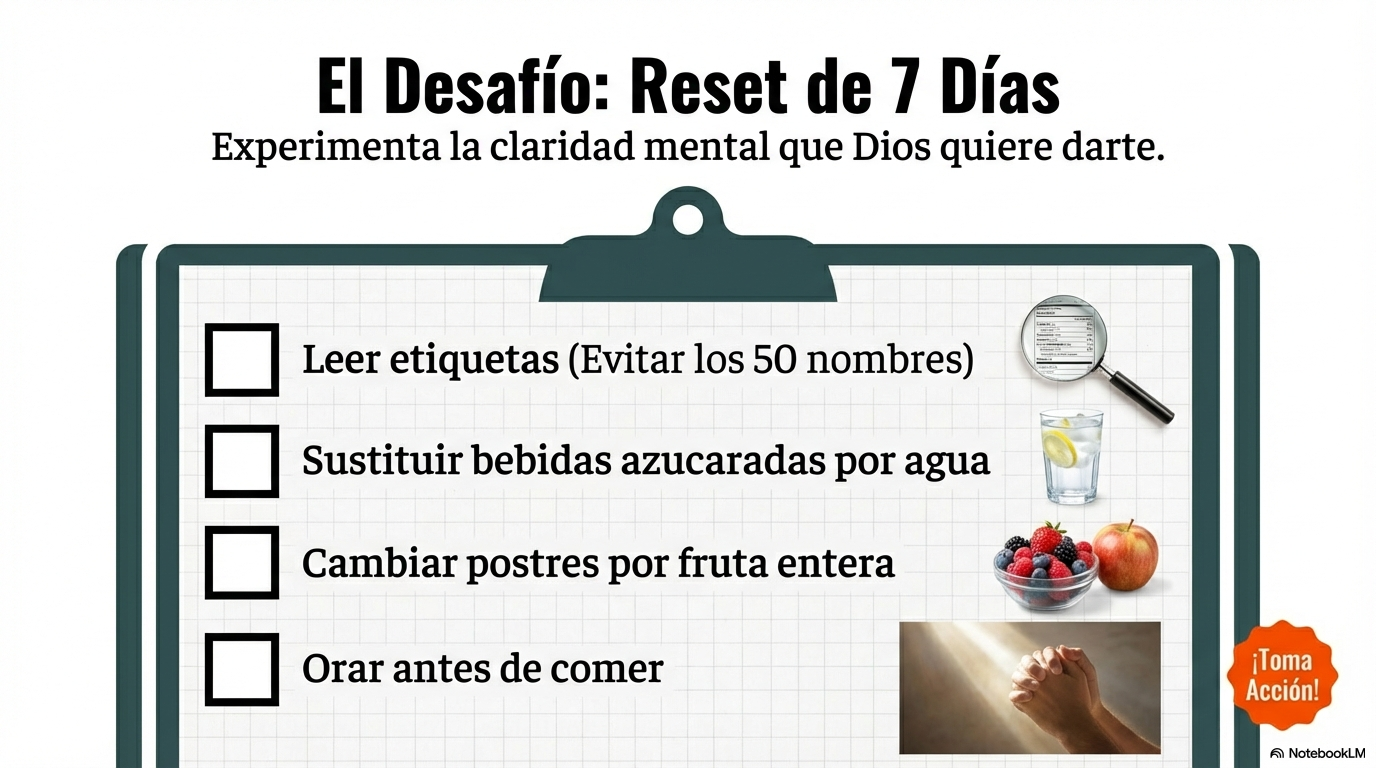 El Desafío: Reset de 7 Días
Experimenta la claridad mental que Dios quiere darte.
Leer etiquetas (Evitar los 50 nombres)
Sustituir bebidas azucaradas por agua
Cambiar postres por fruta entera
Orar antes de comer
¡Toma
Acción!
NotebookLM